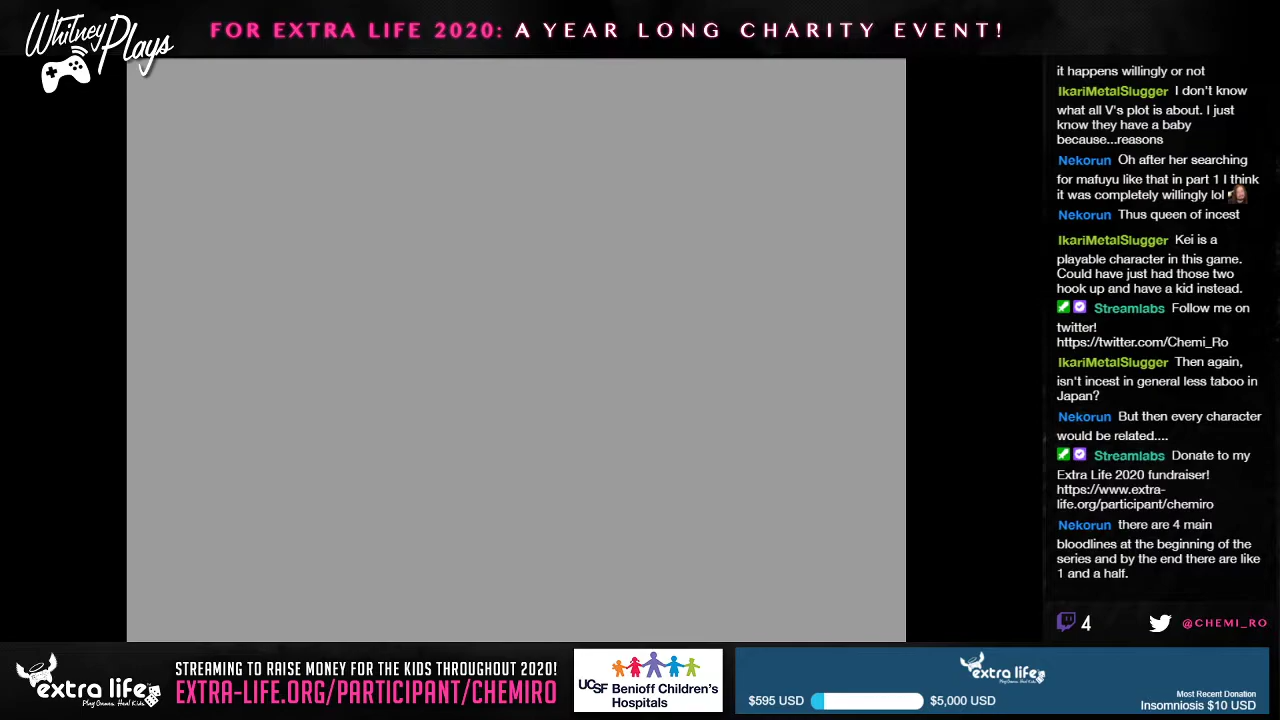 Whitney Plays
FOR EXTRA LIFE 2020: A YEAR LONG CHARITY EVENT!
it happens willingly or not
IkariMetalSlugger I don't know
what all V's plot is about. I just
know they have a baby
because...reasons
Nekorun Oh after her searching
for mafuyu like that in part 1 I think
it was completely willingly lol
Nekorun Thus queen of incest
IkariMetalSlugger Kei is a
playable character in this game.
Could have just had those two
hook up and have a kid instead.
Streamlabs Follow me on
twitter!
https://twitter.com/Chemi_Ro
IkariMetalSlugger Then again,
isn't incest in general less taboo in
Japan?
Nekorun But then every character
would be related....
Streamlabs Donate to my
Extra Life 2020 fundraiser!
https://www.extra-
life.org/participant/chemiro
Nekorun there are 4 main
bloodlines at the beginning of the
series and by the end there are like
1 and a half.
4 @CHEMI_RO
extra life
Play Games. Heal Kids.
STREAMING TO RAISE MONEY FOR THE KIDS THROUGHOUT 2020!
EXTRA-LIFE.ORG/PARTICIPANT/CHEMIRO
UCSF Benioff Children's
Hospitals
extra life
Play Games. Heal Kids.
$595 USD $5,000 USD
Most Recent Donation
Insomniosis $10 USD